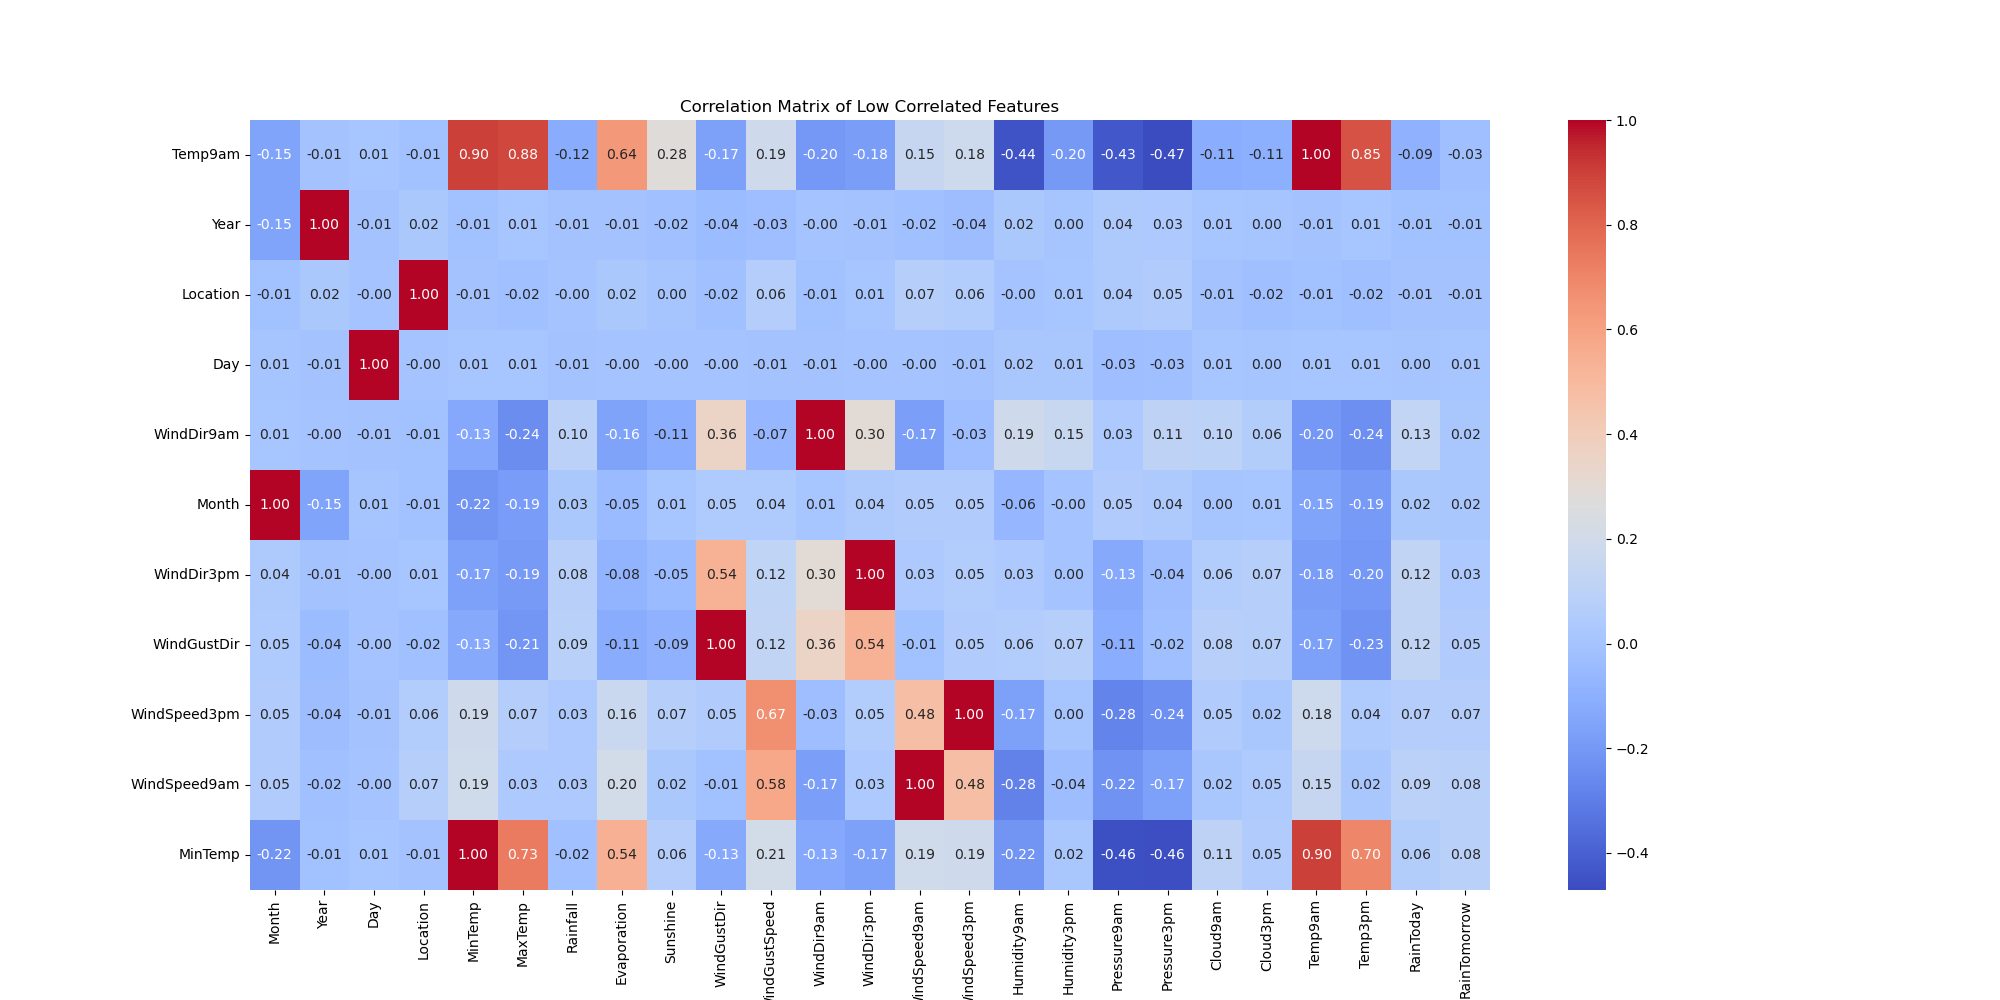 Correlation Matrix of Low Correlated Features
Temp9am -0.15 -0.01 0.01 -0.01 0.90 0.88 -0.12 0.64 0.28 -0.17 0.19 -0.20 -0.18 0.15 0.18 -0.44 -0.20 -0.43 -0.47 -0.11 -0.11 1.00 0.85 -0.09 -0.03
Year -0.15 1.00 -0.01 0.02 -0.01 0.01 -0.01 -0.01 -0.02 -0.04 -0.03 -0.00 -0.01 -0.02 -0.04 0.02 0.00 0.04 0.03 0.01 0.00 -0.01 0.01 -0.01 -0.01
Location -0.01 0.02 -0.00 1.00 -0.01 -0.02 -0.00 0.02 0.00 -0.02 0.06 -0.01 0.01 0.07 0.06 -0.00 0.01 0.04 0.05 -0.01 -0.02 -0.01 -0.02 -0.01 -0.01
Day 0.01 -0.01 1.00 -0.00 0.01 0.01 -0.01 -0.00 -0.00 -0.00 -0.01 -0.01 -0.00 -0.00 -0.01 0.02 0.01 -0.03 -0.03 0.01 0.00 0.01 0.01 0.00 0.01
WindDir9am 0.01 -0.00 -0.01 -0.01 -0.13 -0.24 0.10 -0.16 -0.11 0.36 -0.07 1.00 0.30 -0.17 -0.03 0.19 0.15 0.03 0.11 0.10 0.06 -0.20 -0.24 0.13 0.02
Month 1.00 -0.15 0.01 -0.01 -0.22 -0.19 0.03 -0.05 0.01 0.05 0.04 0.01 0.04 0.05 0.05 -0.06 -0.00 0.05 0.04 0.00 0.01 -0.15 -0.19 0.02 0.02
WindDir3pm 0.04 -0.01 -0.00 0.01 -0.17 -0.19 0.08 -0.08 -0.05 0.54 0.12 0.30 1.00 0.03 0.05 0.03 0.00 -0.13 -0.04 0.06 0.07 -0.18 -0.20 0.12 0.03
WindGustDir 0.05 -0.04 -0.00 -0.02 -0.13 -0.21 0.09 -0.11 -0.09 1.00 0.12 0.36 0.54 -0.01 0.05 0.06 0.07 -0.11 -0.02 0.08 0.07 -0.17 -0.23 0.12 0.05
WindSpeed3pm 0.05 -0.04 -0.01 0.06 0.19 0.07 0.03 0.16 0.07 0.05 0.67 -0.03 0.05 0.48 1.00 -0.17 0.00 -0.28 -0.24 0.05 0.02 0.18 0.04 0.07 0.07
WindSpeed9am 0.05 -0.02 -0.00 0.07 0.19 0.03 0.03 0.20 0.02 -0.01 0.58 -0.17 0.03 1.00 0.48 -0.28 -0.04 -0.22 -0.17 0.02 0.05 0.15 0.02 0.09 0.08
MinTemp -0.22 -0.01 0.01 -0.01 1.00 0.73 -0.02 0.54 0.06 -0.13 0.21 -0.13 -0.17 0.19 0.19 -0.22 0.02 -0.46 -0.46 0.11 0.05 0.90 0.70 0.06 0.08
Month
Year
Day
Location
MinTemp
MaxTemp
Rainfall
Evaporation
Sunshine
WindGustDir
indGustSpeed
WindDir9am
WindDir3pm
indSpeed9am
indSpeed3pm
Humidity9am
Humidity3pm
Pressure9am
Pressure3pm
Cloud9am
Cloud3pm
Temp9am
Temp3pm
RainToday
RainTomorrow
1.0
0.8
0.6
0.4
0.2
0.0
−0.2
−0.4